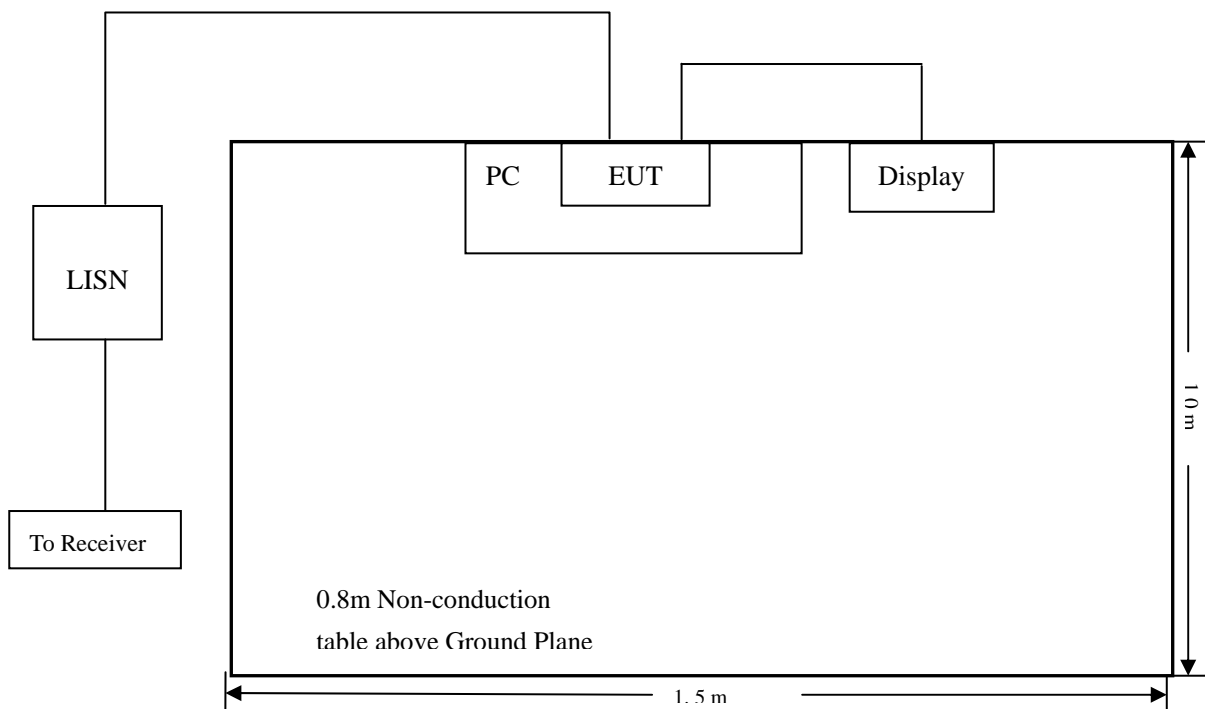 PC
EUT
Display
LISN
To Receiver
1.0 m
0.8m Non-conduction
table above Ground Plane
1.5 m